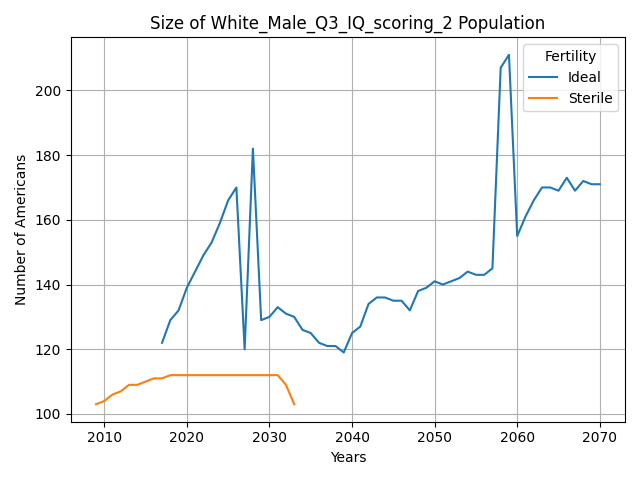 Size of White_Male_Q3_IQ_scoring_2 Population
Number of Americans
200
180
160
140
120
100
Fertility
Ideal
Sterile
2010 2020 2030 2040 2050 2060 2070
Years